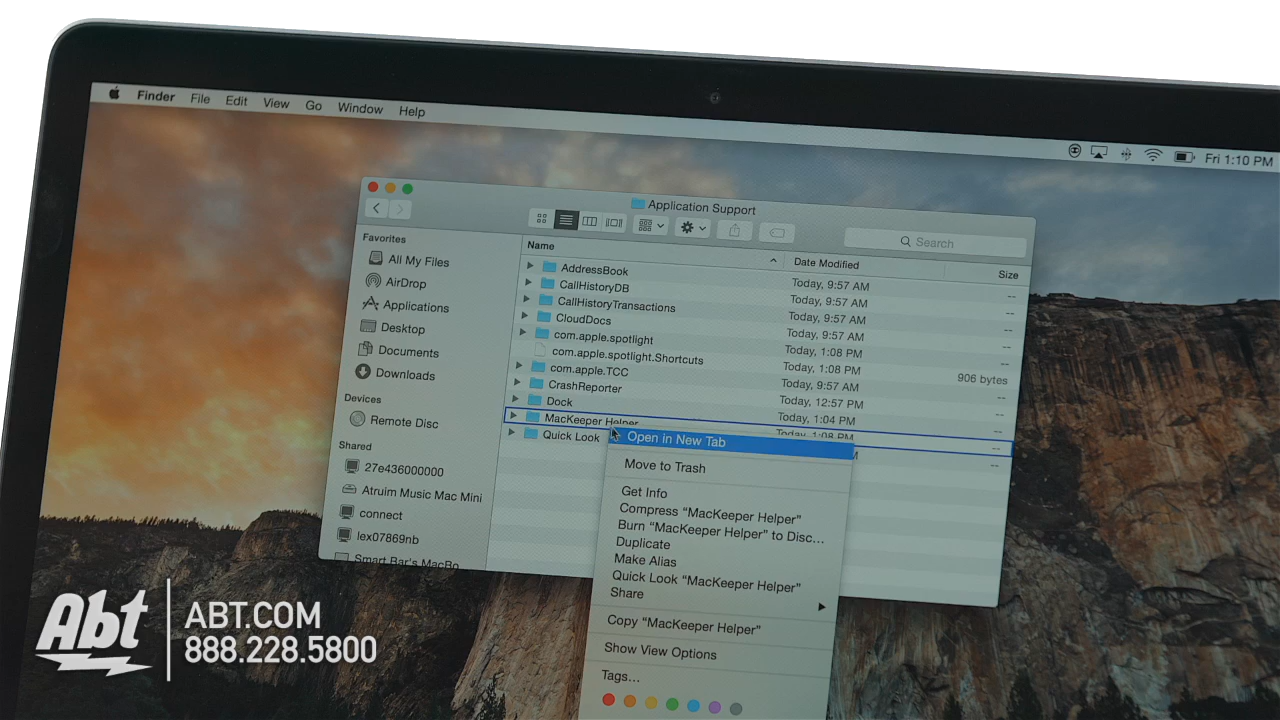 Finder File Edit View Go Window Help
Fri 1:10 PM
Application Support
Search
Favorites
All My Files
AirDrop
Applications
Desktop
Documents
Downloads
Devices
Remote Disc
Shared
27e436000000
Atruim Music Mac Mini
connect
lex07869nb
Smart Bar's MacBo
Name Date Modified Size
AddressBook Today, 9:57 AM --
CallHistoryDB Today, 9:57 AM --
CallHistoryTransactions Today, 9:57 AM --
CloudDocs Today, 9:57 AM --
com.apple.spotlight Today, 1:08 PM --
com.apple.spotlight.Shortcuts Today, 1:08 PM 906 bytes
com.apple.TCC Today, 9:57 AM --
CrashReporter Today, 12:57 PM --
Dock Today, 1:04 PM --
MacKeeper Helper Today, 1:08 PM --
Quick Look --
Open in New Tab
Move to Trash
Get Info
Compress “MacKeeper Helper”
Burn “MacKeeper Helper” to Disc...
Duplicate
Make Alias
Quick Look “MacKeeper Helper”
Share
Copy “MacKeeper Helper”
Show View Options
Tags...
Abt
ABT.COM
888.228.5800